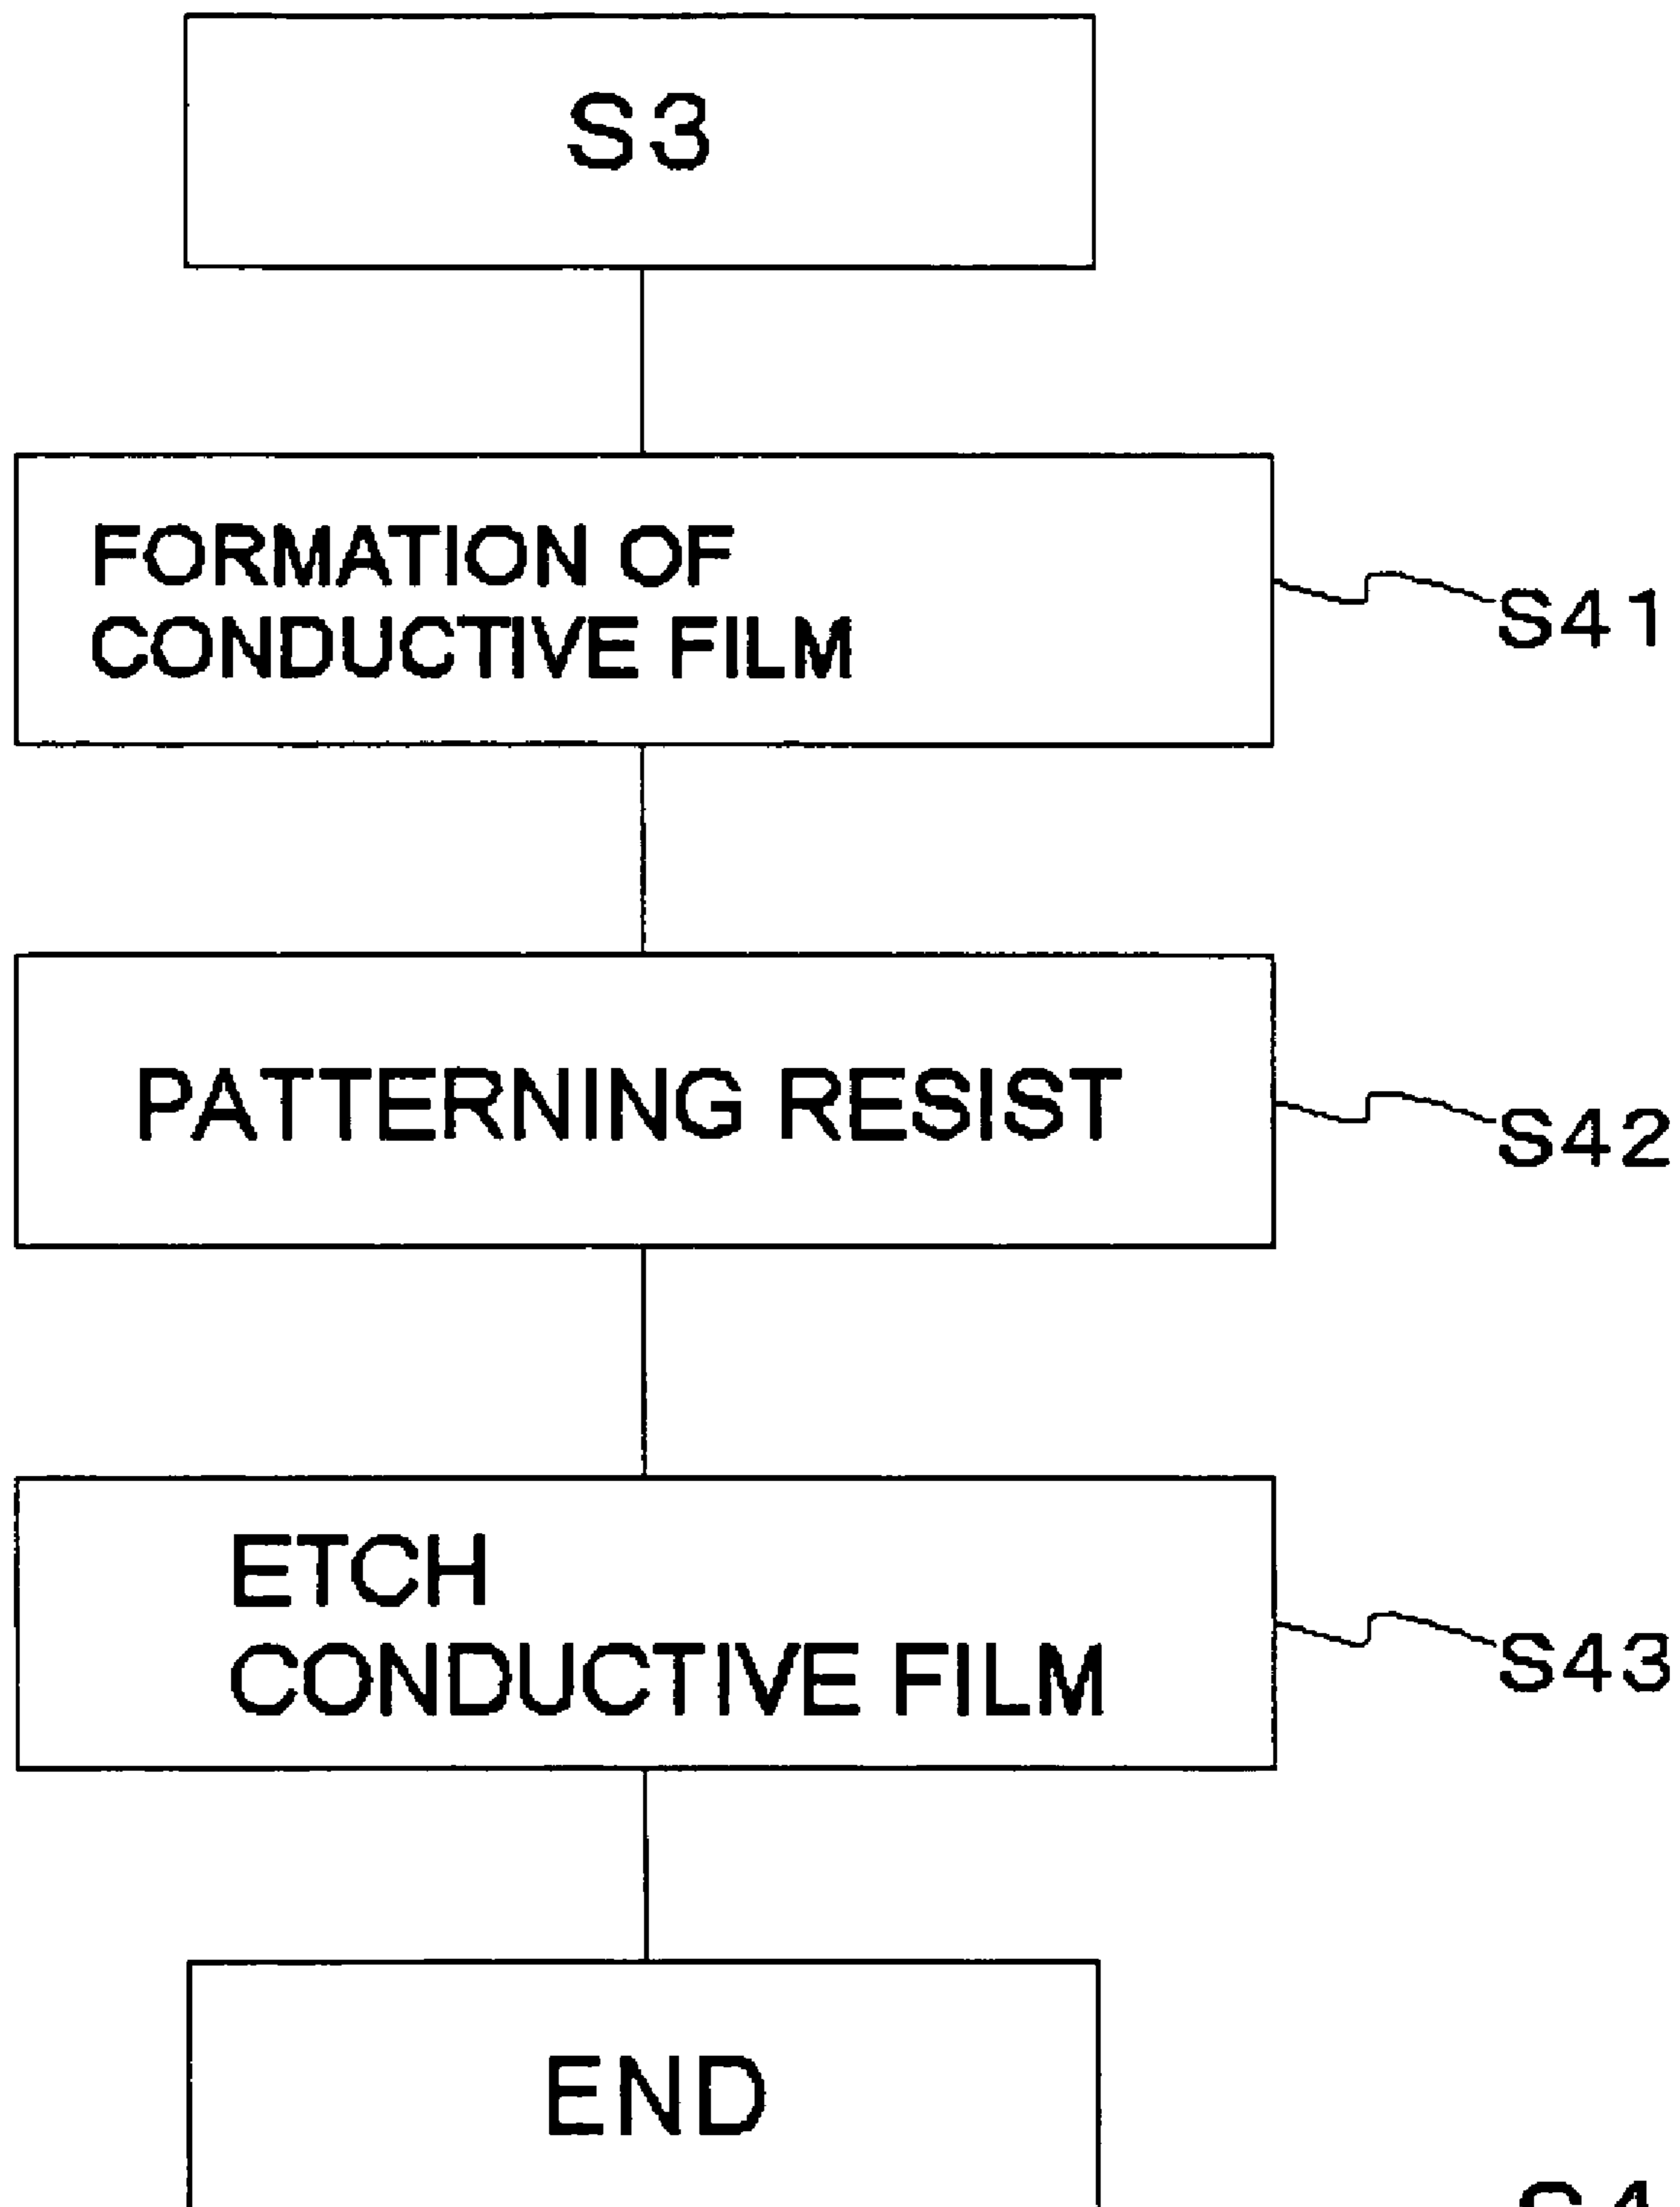 S3
FORMATION OF
CONDUCTIVE FILM
S41
PATTERNING RESIST
S42
ETCH
CONDUCTIVE FILM
S43
END